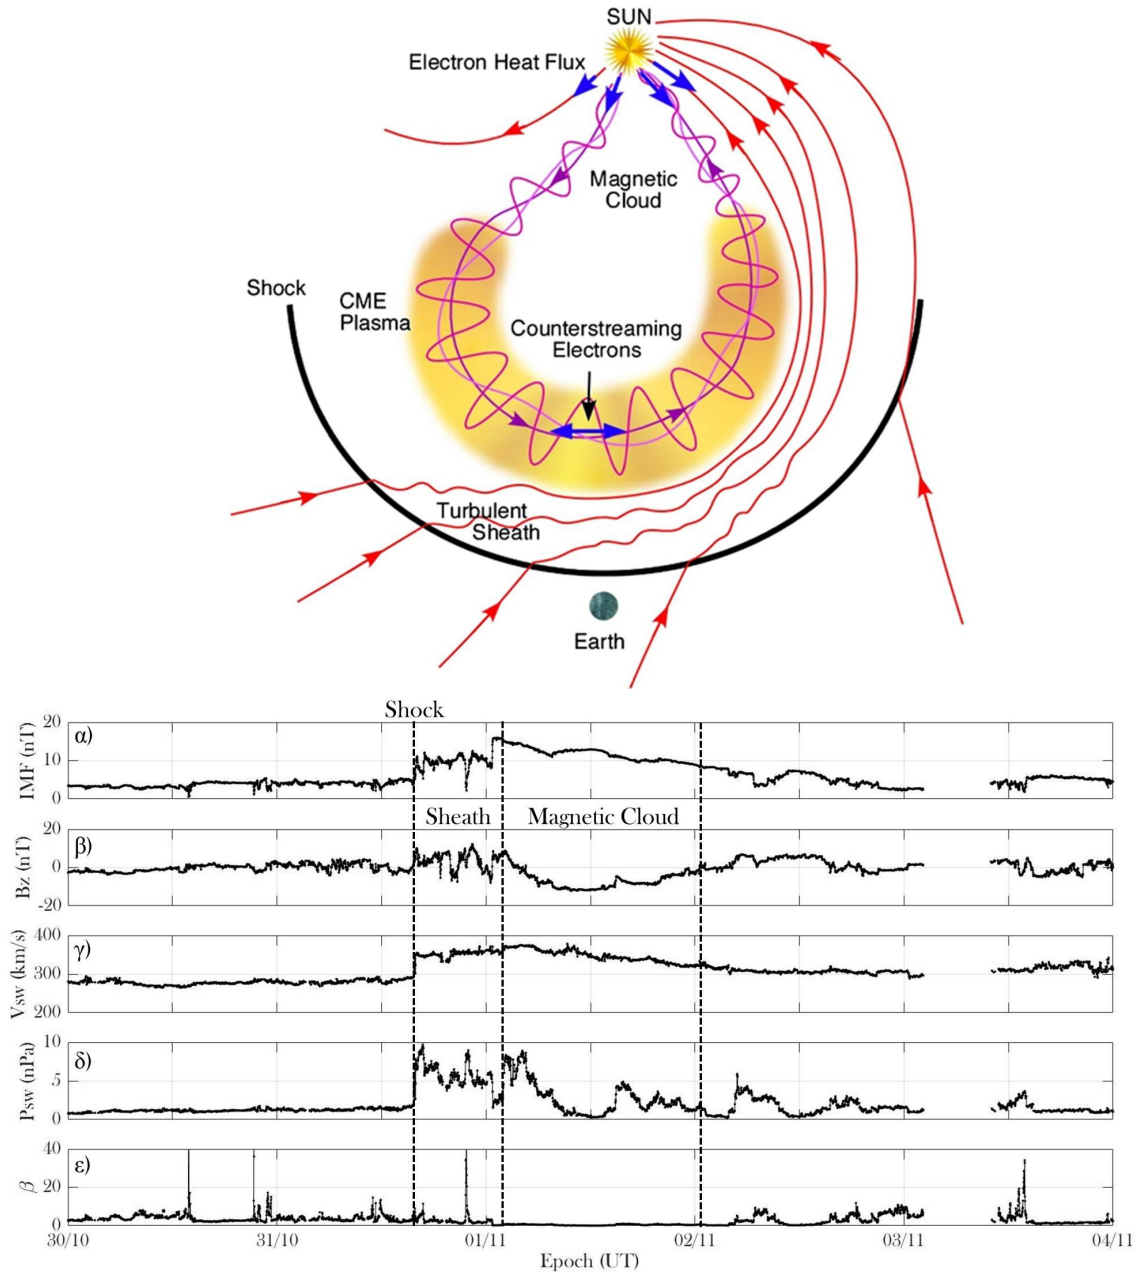 SUN
Electron Heat Flux
Magnetic
Cloud
Shock
CME
Plasma
Counterstreaming
Electrons
Turbulent
Sheath
Earth
Shock
α)
IMF (nT)
20
10
0
Sheath
Magnetic Cloud
β)
Bz (nT)
20
0
-20
γ)
Vsw (km/s)
400
300
200
δ)
Psw (nPa)
10
5
0
ε)
β
40
20
0
30/10
31/10
01/11
02/11
03/11
04/11
Epoch (UT)